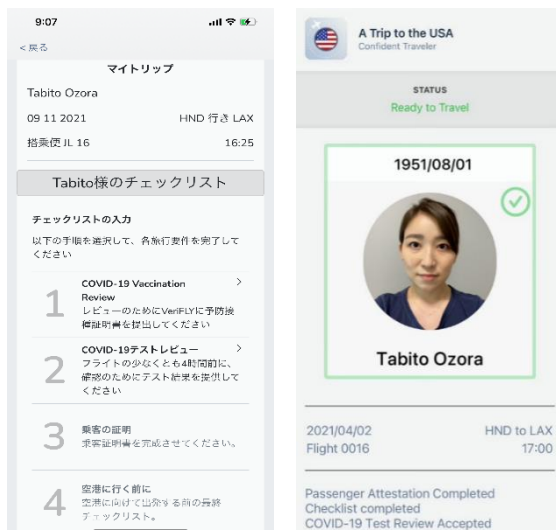 9:07
<戻る
マイトリップ
Tabito Ozora
09 11 2021 HND 行き LAX
搭乗便 JL 16 16:25
Tabito様のチェックリスト
チェックリストの入力
以下の手順を選択して、各旅行要件を完了して
ください
1
COVID-19 Vaccination
Review
レビューのためにVeriFLYに予防接
種証明書を提出してください
2
COVID-19テストレビュー
フライトの少なくとも4時間前に、
確認のためにテスト結果を提供して
ください
3
乗客の証明
乗客証明書を完成させてください。
4
空港に行く前に
空港に向けて出発する前の最終
チェックリスト。
A Trip to the USA
Confident Traveler
STATUS
Ready to Travel
1951/08/01
Tabito Ozora
2021/04/02 HND to LAX
Flight 0016 17:00
Passenger Attestation Completed
Checklist completed
COVID-19 Test Review Accepted